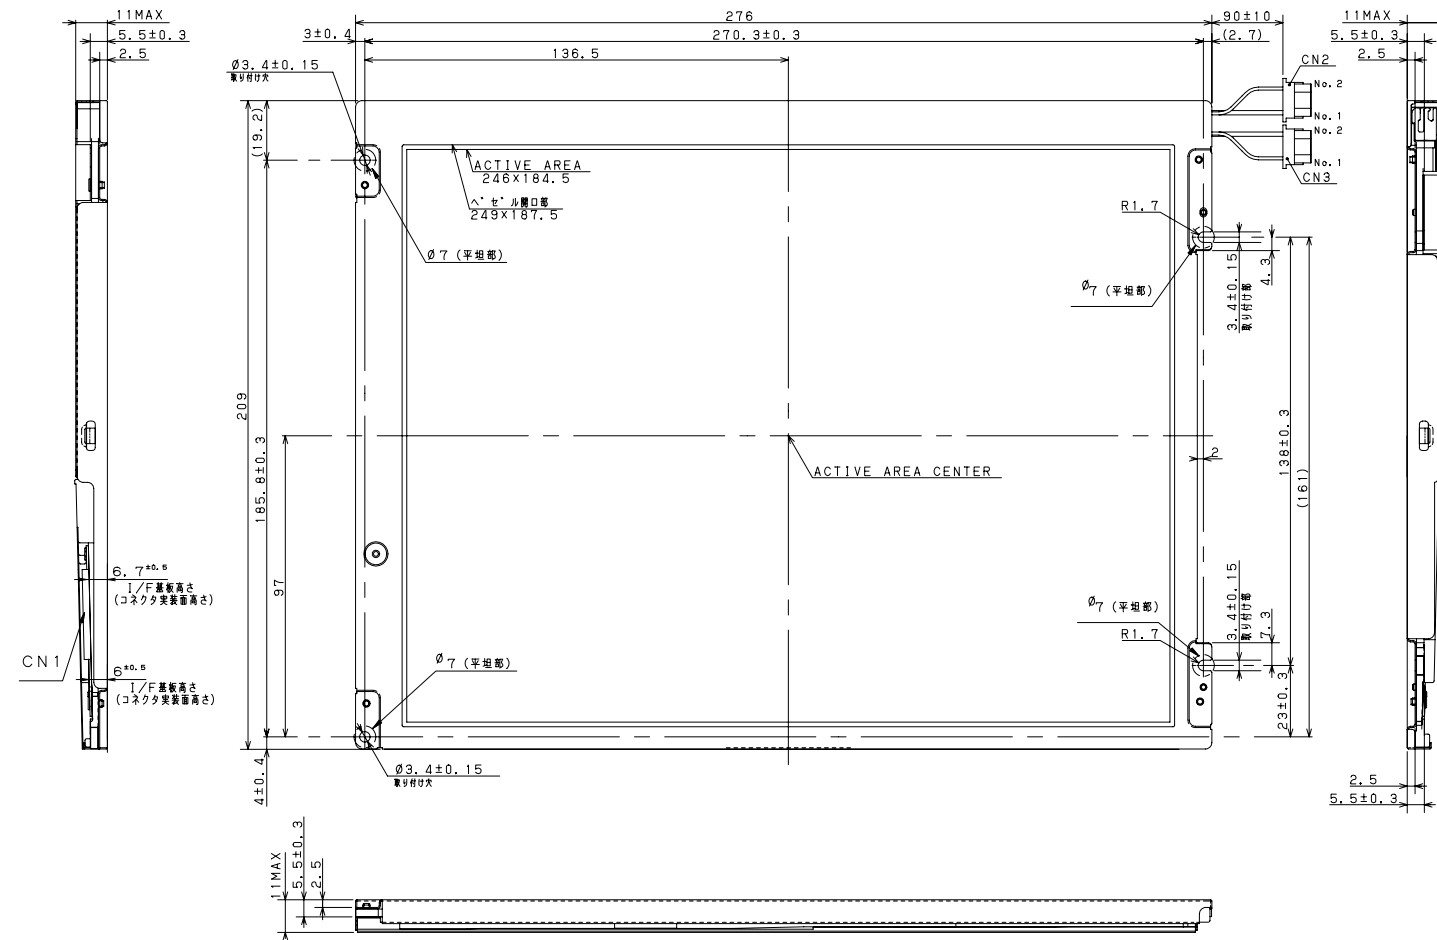 11MAX
5.5±0.3
2.5
276
90±10
3±0.4
270.3±0.3
(2.7)
136.5
11MAX
5.5±0.3
2.5
Ø3.4±0.15
取り付け穴
CN2
No.2
No.1
No.2
No.1
CN3
(19.2)
ACTIVE AREA
246×184.5
ベゼル開口部
249×187.5
R1.7
Ø7 (平坦部)
Ø7 (平坦部)
3.4±0.15
取り付け部
4.3
209
185.8±0.3
138±0.3
(161)
2
ACTIVE AREA CENTER
97
6.7±0.5
I/F基板高さ
(コネクタ実装面高さ)
3.4±0.15
取り付け部
7.3
Ø7 (平坦部)
R1.7
CN1
6±0.5
I/F基板高さ
(コネクタ実装面高さ)
Ø7 (平坦部)
23±0.3
4±0.4
Ø3.4±0.15
取り付け穴
2.5
5.5±0.3
11MAX
5.5±0.3
2.5